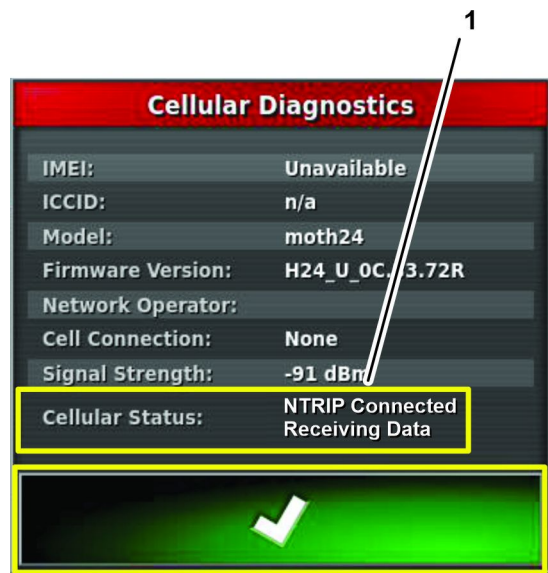 1
Cellular Diagnostics
IMEI: Unavailable
ICCID: n/a
Model: moth24
Firmware Version:
Network Operator:
Cell Connection: None
Signal Strength: -91 dBm
Cellular Status: NTRIP Connected
Receiving Data